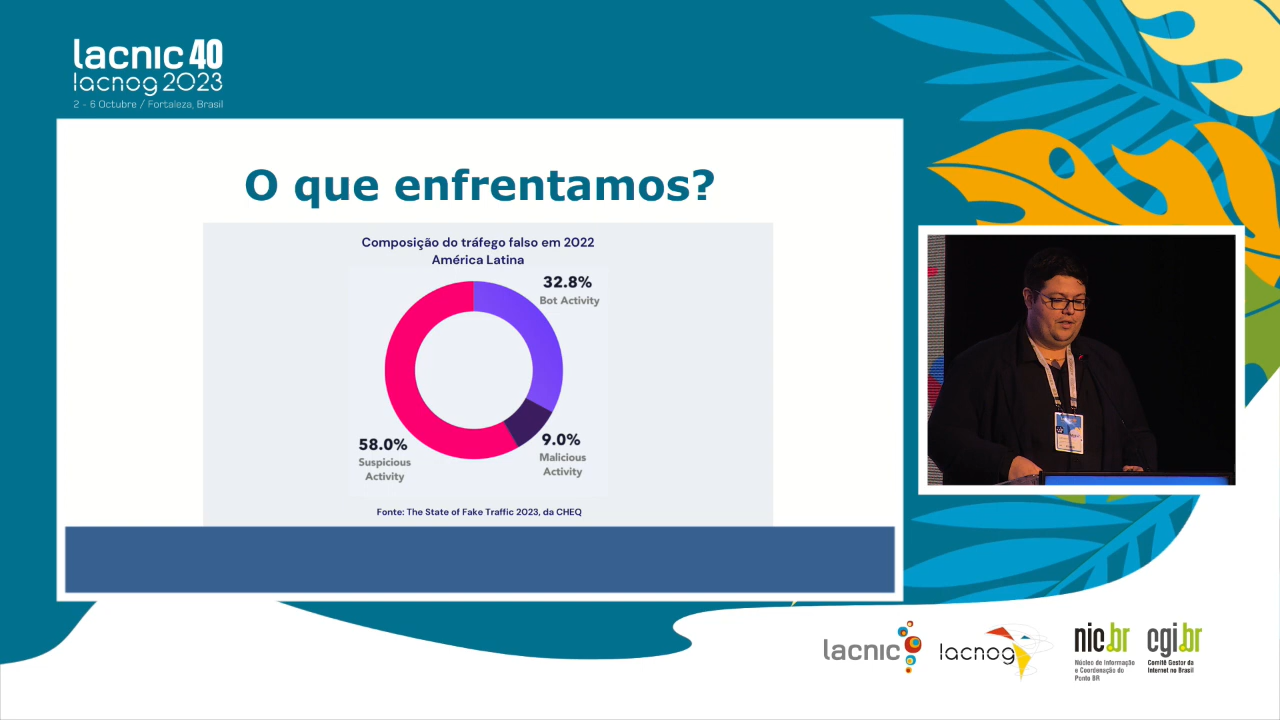 lacnic 40
lacnog 2023
2 - 6 Octubre / Fortaleza, Brasil
O que enfrentamos?
Composição do tráfego falso em 2022
América Latina
32.8%
Bot Activity
58.0%
Suspicious
Activity
9.0%
Malicious
Activity
Fonte: The State of Fake Traffic 2023, da CHEQ
lacnic
lacnog
nic.br
Núcleo de Informação
e Coordenação do
Ponto BR
cgi.br
Comitê Gestor da
Internet no Brasil